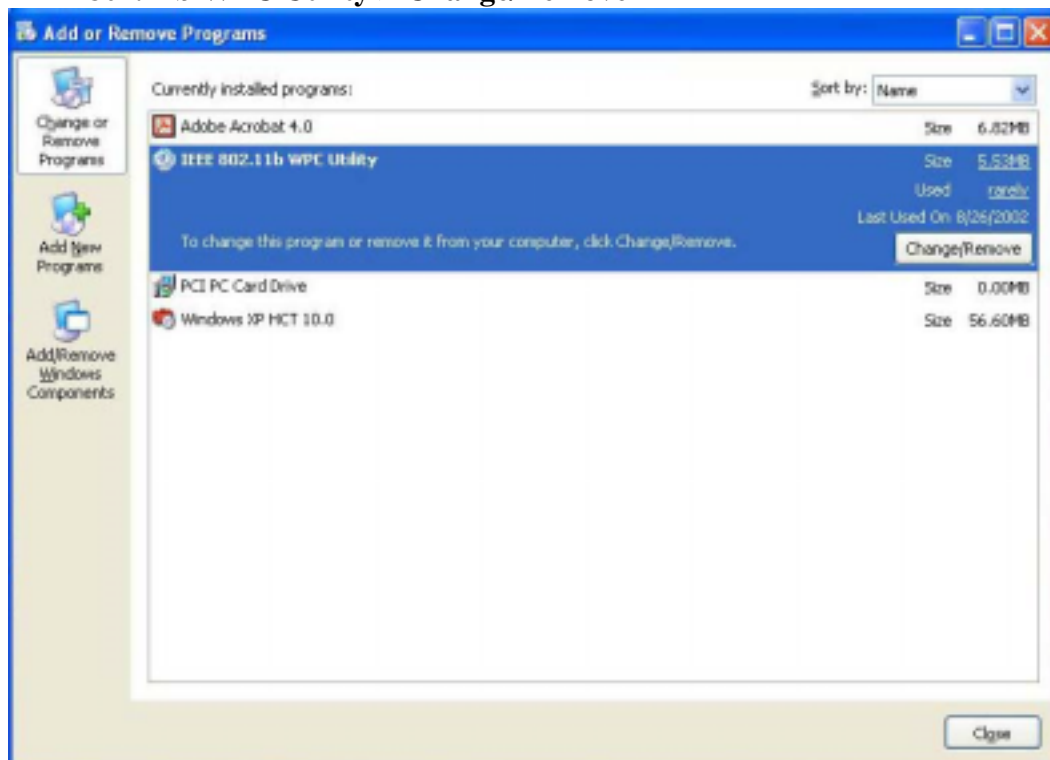 Add or Remove Programs
Change or
Remove
Programs
Add New
Programs
Add/Remove
Windows
Components
Currently installed programs:
Sort by: Name
Adobe Acrobat 4.0
Size 6.82MB
IEEE 802.11b WPC Utility
Size 5.53MB
Used rarely
Last Used On 8/26/2002
To change this program or remove it from your computer, click Change/Remove.
Change/Remove
PCI PC Card Drive
Size 0.00MB
Windows XP HCT 10.0
Size 56.60MB
Close